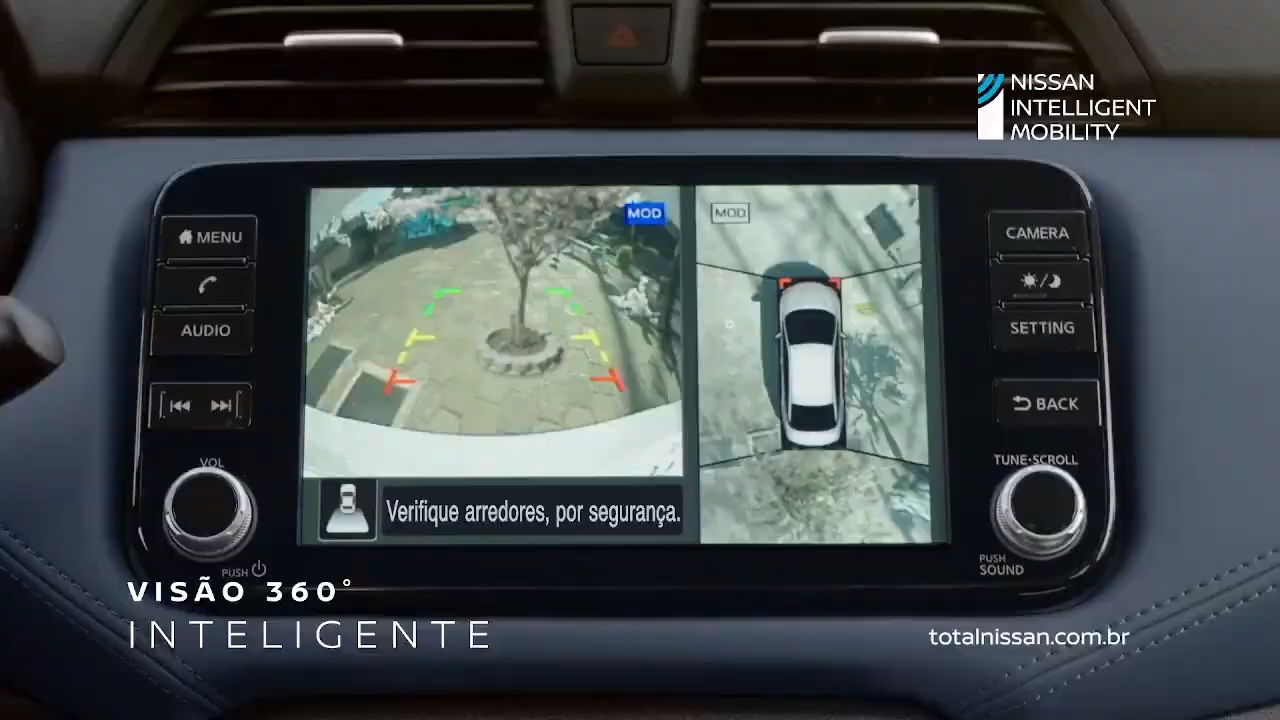 NISSAN
INTELLIGENT
MOBILITY
MENU
AUDIO
VOL
PUSH
MOD
MOD
Verifique arredores, por segurança.
CAMERA
SETTING
BACK
TUNE·SCROLL
PUSH
SOUND
VISÃO 360°
INTELIGENTE
totalnissan.com.br